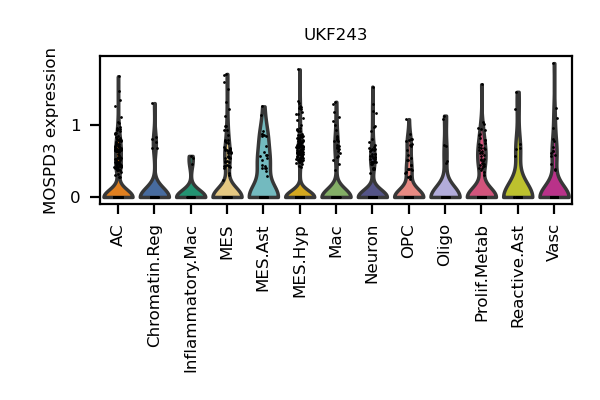 UKF243
MOSPD3 expression
1
0
AC
Chromatin.Reg
Inflammatory.Mac
MES
MES.Ast
MES.Hyp
Mac
Neuron
OPC
Oligo
Prolif.Metab
Reactive.Ast
Vasc